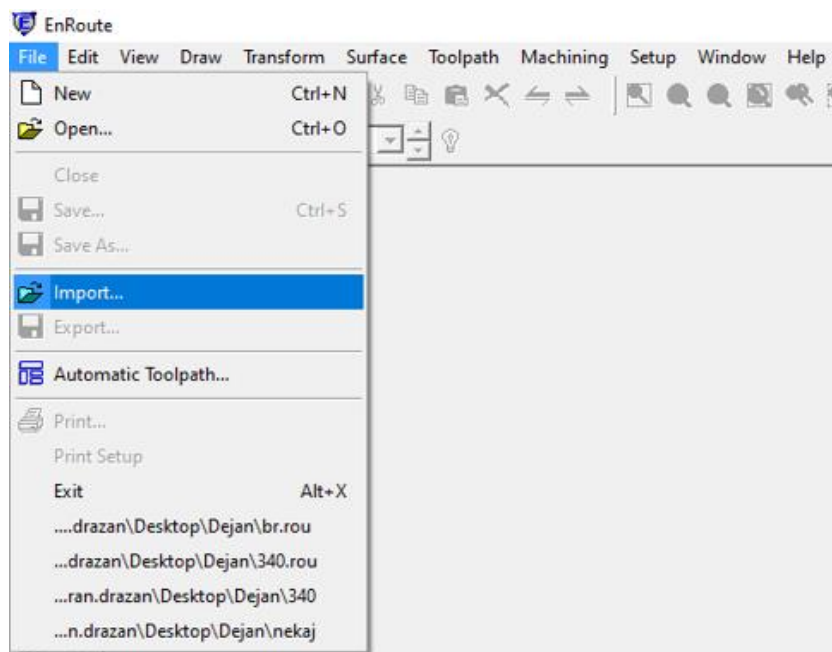 EnRoute
File Edit View Draw Transform Surface Toolpath Machining Setup Window Help
New Ctrl+N
Open... Ctrl+O
Close
Save... Ctrl+S
Save As...
Import...
Export...
Automatic Toolpath...
Print...
Print Setup
Exit Alt+X
....drazan\Desktop\Dejan\br.rou
...drazan\Desktop\Dejan\340.rou
...ran.drazan\Desktop\Dejan\340
...n.drazan\Desktop\Dejan\nekaj